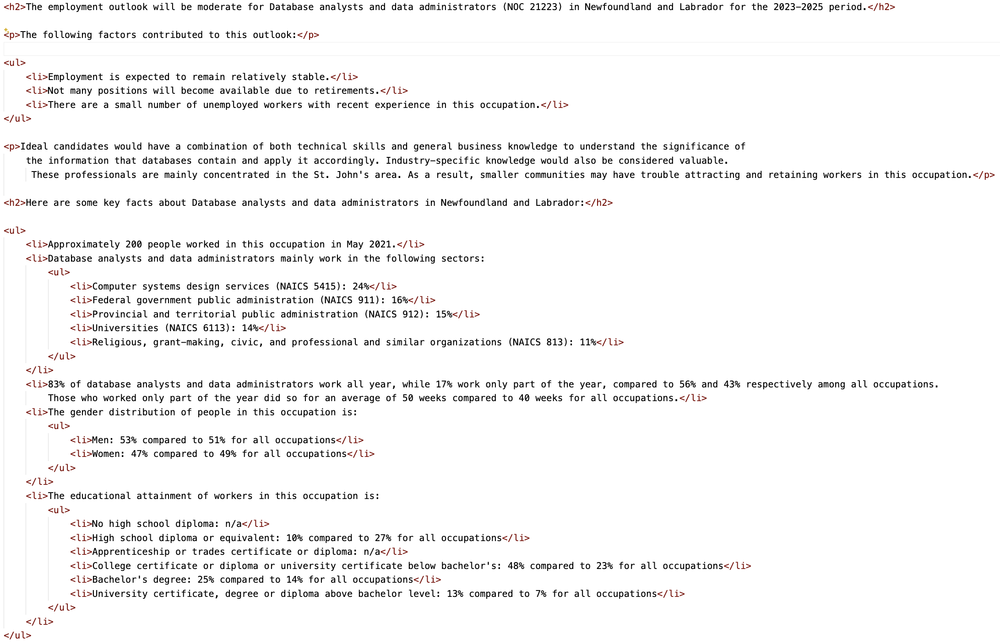 <h2>The employment outlook will be moderate for Database analysts and data administrators (NOC 21223) in Newfoundland and Labrador for the 2023–2025 period.</h2>
<p>The following factors contributed to this outlook:</p>
<ul>
<li>Employment is expected to remain relatively stable.</li>
<li>Not many positions will become available due to retirements.</li>
<li>There are a small number of unemployed workers with recent experience in this occupation.</li>
</ul>
<p>Ideal candidates would have a combination of both technical skills and general business knowledge to understand the significance of
the information that databases contain and apply it accordingly. Industry-specific knowledge would also be considered valuable.
These professionals are mainly concentrated in the St. John's area. As a result, smaller communities may have trouble attracting and retaining workers in this occupation.</p>
<h2>Here are some key facts about Database analysts and data administrators in Newfoundland and Labrador:</h2>
<ul>
<li>Approximately 200 people worked in this occupation in May 2021.</li>
<li>Database analysts and data administrators mainly work in the following sectors:
<ul>
<li>Computer systems design services (NAICS 5415): 24%</li>
<li>Federal government public administration (NAICS 911): 16%</li>
<li>Provincial and territorial public administration (NAICS 912): 15%</li>
<li>Universities (NAICS 6113): 14%</li>
<li>Religious, grant-making, civic, and professional and similar organizations (NAICS 813): 11%</li>
</ul>
</li>
<li>83% of database analysts and data administrators work all year, while 17% work only part of the year, compared to 56% and 43% respectively among all occupations.
Those who worked only part of the year did so for an average of 50 weeks compared to 40 weeks for all occupations.</li>
<li>The gender distribution of people in this occupation is:
<ul>
<li>Men: 53% compared to 51% for all occupations</li>
<li>Women: 47% compared to 49% for all occupations</li>
</ul>
</li>
<li>The educational attainment of workers in this occupation is:
<ul>
<li>No high school diploma: n/a</li>
<li>High school diploma or equivalent: 10% compared to 27% for all occupations</li>
<li>Apprenticeship or trades certificate or diploma: n/a</li>
<li>College certificate or diploma or university certificate below bachelor's: 48% compared to 23% for all occupations</li>
<li>Bachelor's degree: 25% compared to 14% for all occupations</li>
<li>University certificate, degree or diploma above bachelor level: 13% compared to 7% for all occupations</li>
</ul>
</li>
</ul>